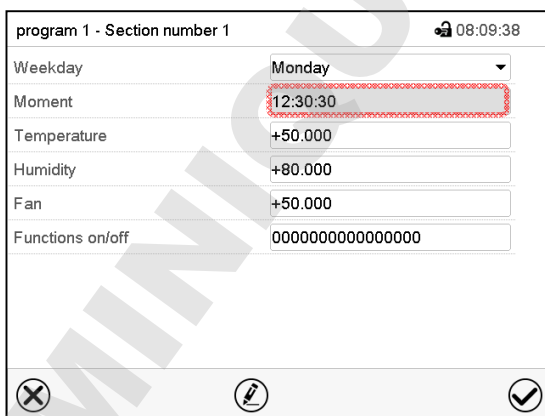 program 1 - Section number 1 08:09:38
Weekday Monday
Moment 12:30:30
Temperature +50.000
Humidity +80.000
Fan +50.000
Functions on/off 0000000000000000
MINIQU